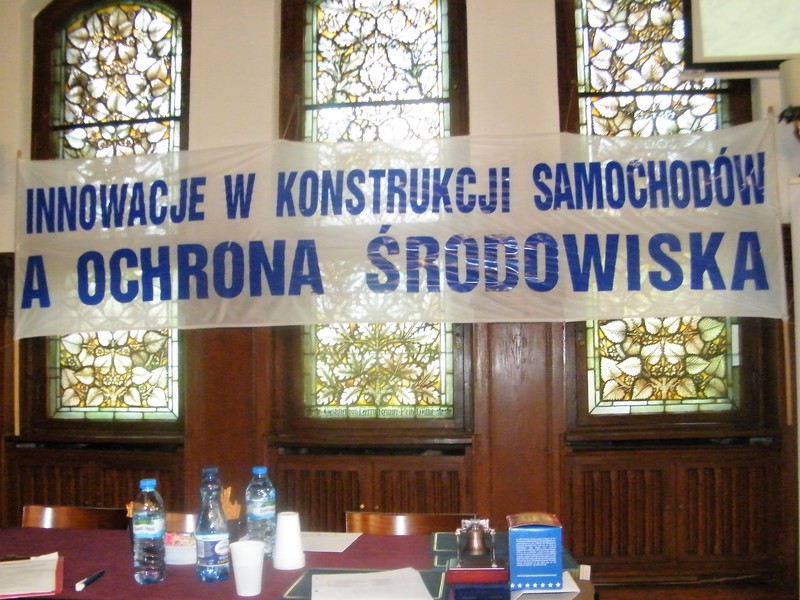 INNOWACJE W KONSTRUKCJI SAMOCHODÓW
A OCHRONA ŚRODOWISKA